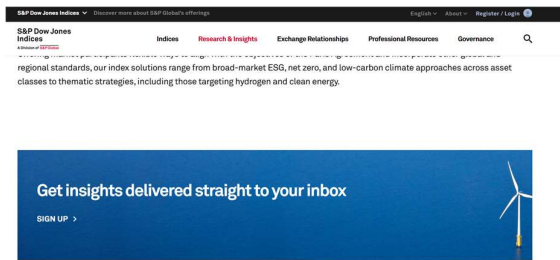 S&P Dow Jones Indices Discover more about S&P Global's offerings English About Register / Login
S&P Dow Jones
Indices
A Division of S&P Global
Indices Research & Insights Exchange Relationships Professional Resources Governance
regional standards, our index solutions range from broad-market ESG, net zero, and low-carbon climate approaches across asset
classes to thematic strategies, including those targeting hydrogen and clean energy.
Get insights delivered straight to your inbox
SIGN UP >